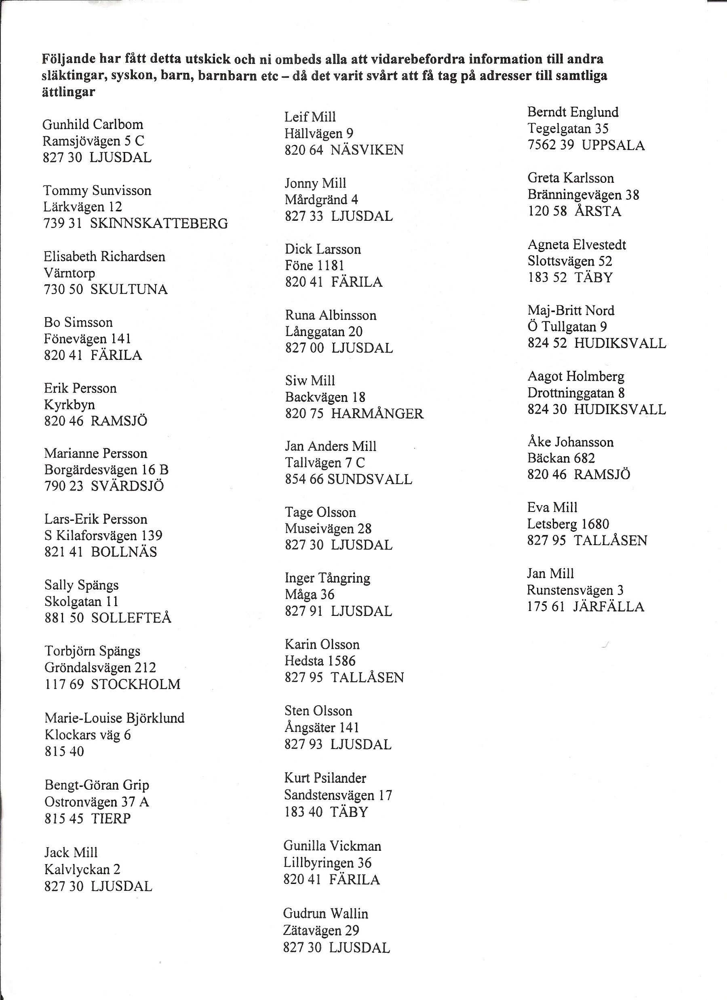 Följande har fått detta utskick och ni ombeds alla att vidarebefordra information till andra
släktingar, syskon, barn, barnbarn etc – då det varit svårt att få tag på adresser till samtliga
ättlingar
Gunhild Carlbom
Ramsjövägen 5 C
827 30 LJUSDAL
Tommy Sunvisson
Lärkvägen 12
739 31 SKINNSKATTEBERG
Elisabeth Richardsen
Värntorp
730 50 SKULTUNA
Bo Simsson
Fönevägen 141
820 41 FÄRILA
Erik Persson
Kyrkbyn
820 46 RAMSJÖ
Marianne Persson
Borgärdesvägen 16 B
790 23 SVÄRDSJÖ
Lars-Erik Persson
S Kilaforsvägen 139
821 41 BOLLNÄS
Sally Spängs
Skolgatan 11
881 50 SOLLEFTEÅ
Torbjörn Spängs
Gröndalsvägen 212
117 69 STOCKHOLM
Marie-Louise Björklund
Klockars väg 6
815 40
Bengt-Göran Grip
Ostronvägen 37 A
815 45 TIERP
Jack Mill
Kalvlyckan 2
827 30 LJUSDAL
Leif Mill
Hällvägen 9
820 64 NÄSVIKEN
Jonny Mill
Mårdgränd 4
827 33 LJUSDAL
Dick Larsson
Föne 1181
820 41 FÄRILA
Runa Albinsson
Långgatan 20
827 00 LJUSDAL
Siw Mill
Backvägen 18
820 75 HARMÅNGER
Jan Anders Mill
Tallvägen 7 C
854 66 SUNDSVALL
Tage Olsson
Museivägen 28
827 30 LJUSDAL
Inger Tångring
Måga 36
827 91 LJUSDAL
Karin Olsson
Hedsta 1586
827 95 TALLÅSEN
Sten Olsson
Ångsäter 141
827 93 LJUSDAL
Kurt Psilander
Sandstensvägen 17
183 40 TÄBY
Gunilla Vickman
Lillbyringen 36
820 41 FÄRILA
Gudrun Wallin
Zätavägen 29
827 30 LJUSDAL
Berndt Englund
Tegelgatan 35
7562 39 UPPSALA
Greta Karlsson
Bränningevägen 38
120 58 ÅRSTA
Agneta Elvestedt
Slottsvägen 52
183 52 TÄBY
Maj-Britt Nord
Ö Tullgatan 9
824 52 HUDIKSVALL
Aagot Holmberg
Drottninggatan 8
824 30 HUDIKSVALL
Åke Johansson
Bäckan 682
820 46 RAMSJÖ
Eva Mill
Letsberg 1680
827 95 TALLÅSEN
Jan Mill
Runstensvägen 3
175 61 JÄRFÄLLA